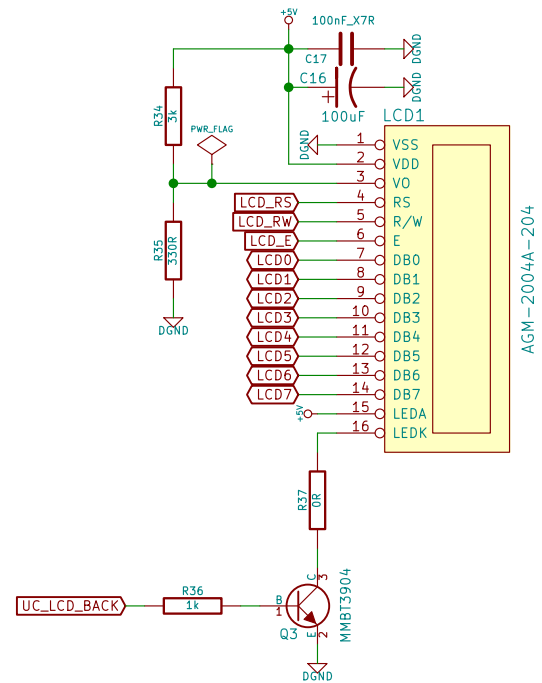 +5V
100nF_X7R
C17
DGND
C16
100uF
DGND
R34
3k
PWR_FLAG
DGND
LCD1
1 VSS
2 VDD
3 VO
LCD_RS 4 RS
LCD_RW 5 R/W
LCD_E 6 E
LCD0 7 DB0
LCD1 8 DB1
LCD2 9 DB2
LCD3 10 DB3
LCD4 11 DB4
LCD5 12 DB5
LCD6 13 DB6
LCD7 14 DB7
+5V 15 LEDA
16 LEDK
AGM-2004A-204
R35
330R
DGND
R37
0R
UC_LCD_BACK
R36
1k
B
1
C
3
Q3
E
2
MMBT3904
DGND